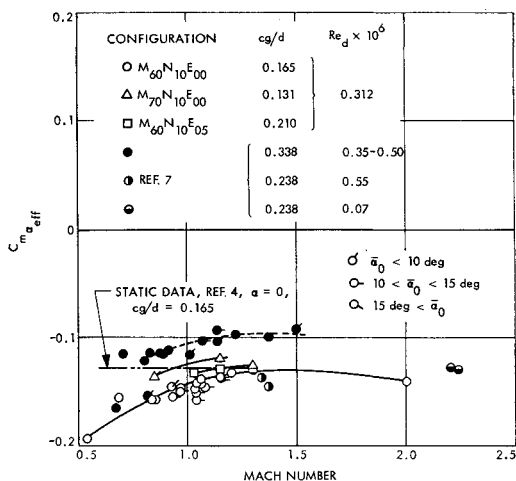 0.2
CONFIGURATION cg/d Re_d × 10^6
M60N10E00 0.165
M70N10E00 0.131 0.312
M60N10E05 0.210
0.338 0.35-0.50
REF. 7 0.238 0.55
0.238 0.07
0.1
0
C_mα_eff
ᾱ0 < 10 deg
10 < ᾱ0 < 15 deg
15 deg < ᾱ0
STATIC DATA, REF. 4, α = 0,
cg/d = 0.165
-0.1
-0.2
0.5 1.0 1.5 2.0 2.5
MACH NUMBER